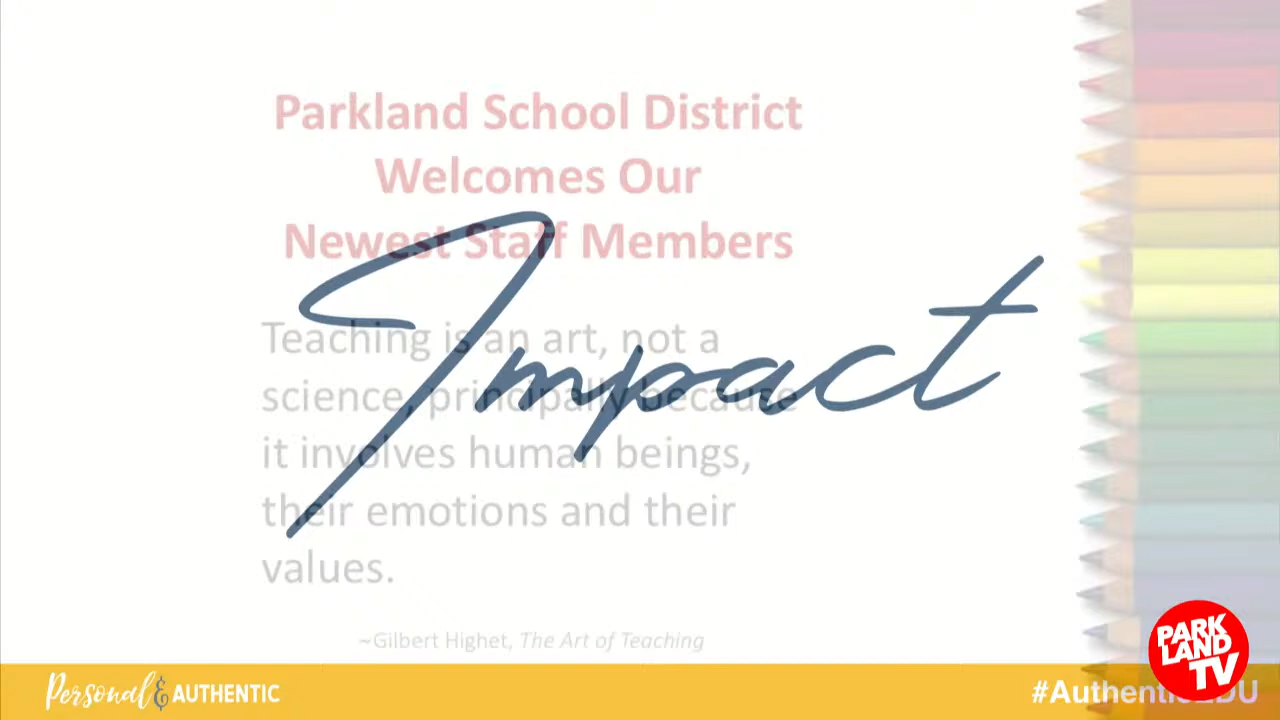 Parkland School District
Welcomes Our
Newest Staff Members
Impact
Teaching is an art, not a
science, principally because
it involves human beings,
their emotions and their
values.
~Gilbert Highet, The Art of Teaching
Personal & AUTHENTIC
#AuthenticEDU
PARK
LAND
TV